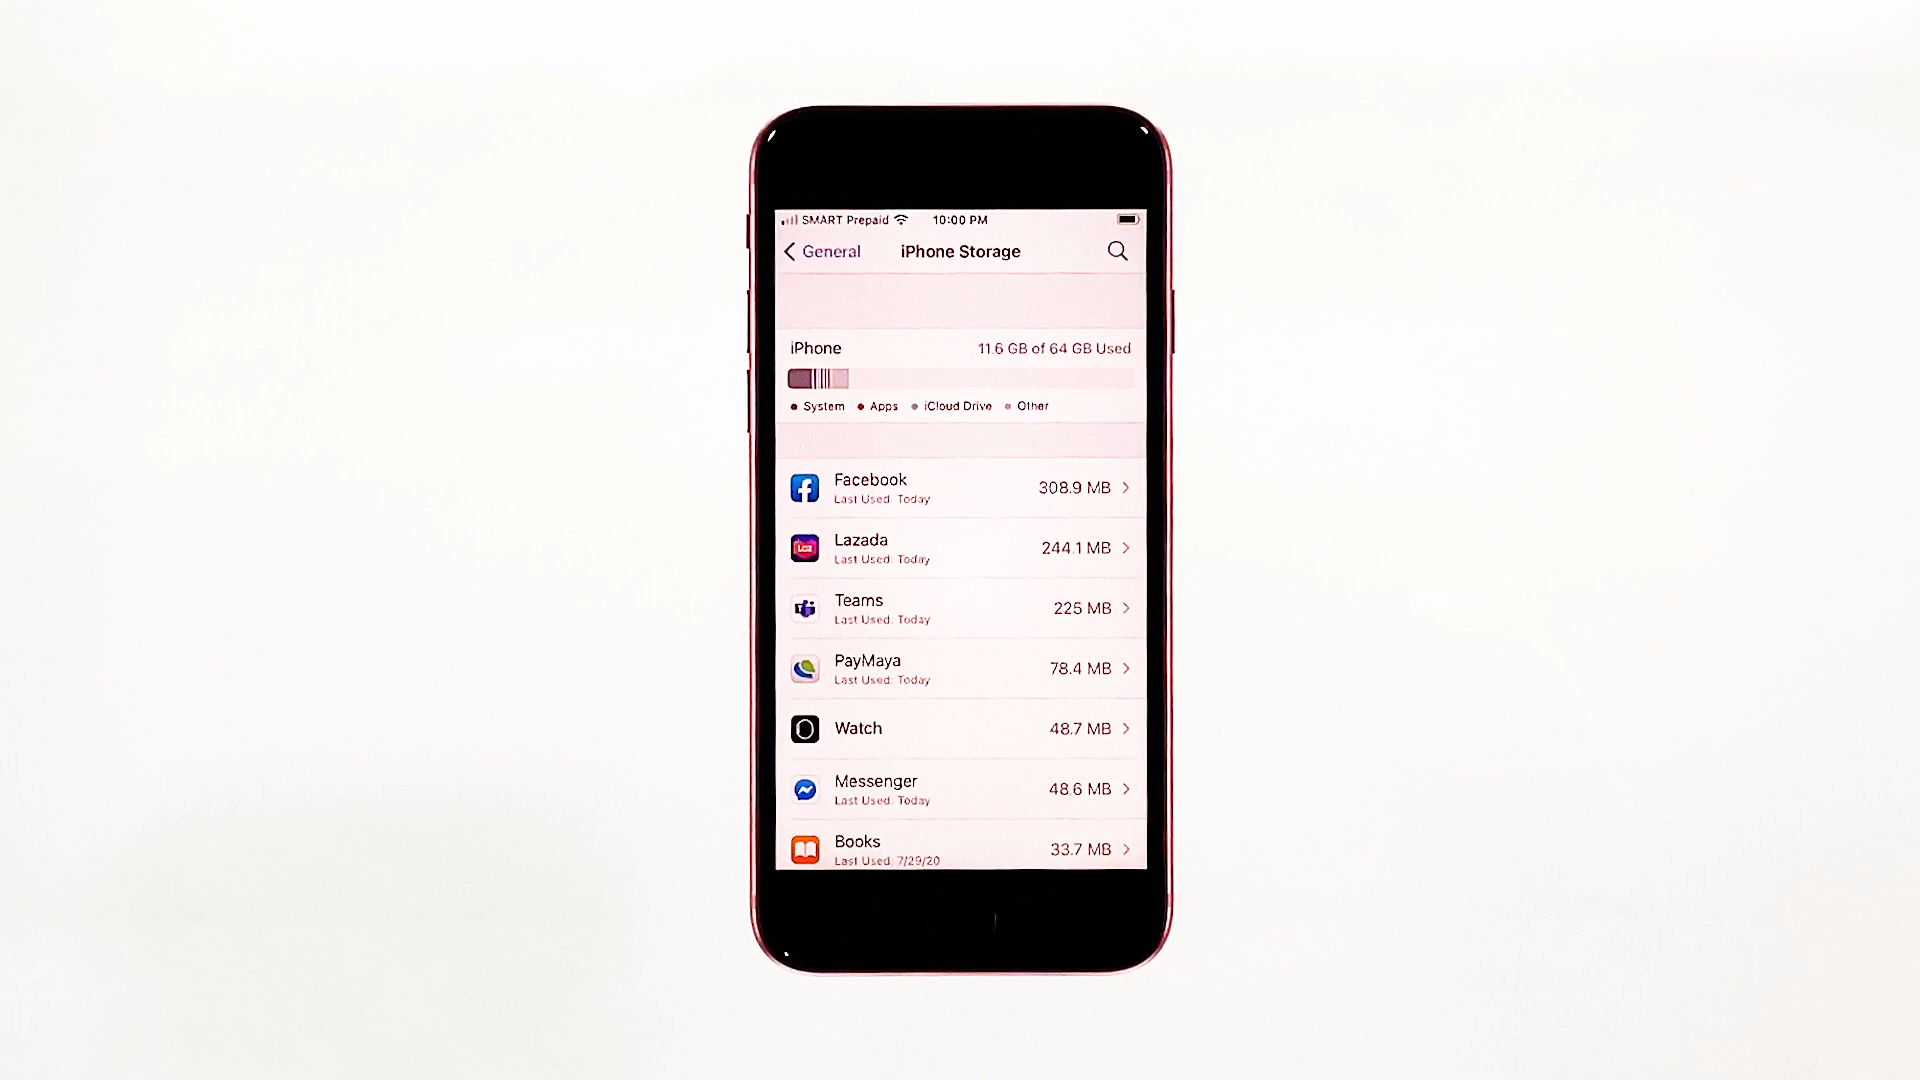 SMART Prepaid 10:00 PM
General iPhone Storage
iPhone 11.6 GB of 64 GB Used
System Apps iCloud Drive Other
Facebook 308.9 MB
Last Used: Today
Lazada 244.1 MB
Last Used: Today
Teams 225 MB
Last Used: Today
PayMaya 78.4 MB
Last Used: Today
Watch 48.7 MB
Messenger 48.6 MB
Last Used: Today
Books 33.7 MB
Last Used: 7/29/20